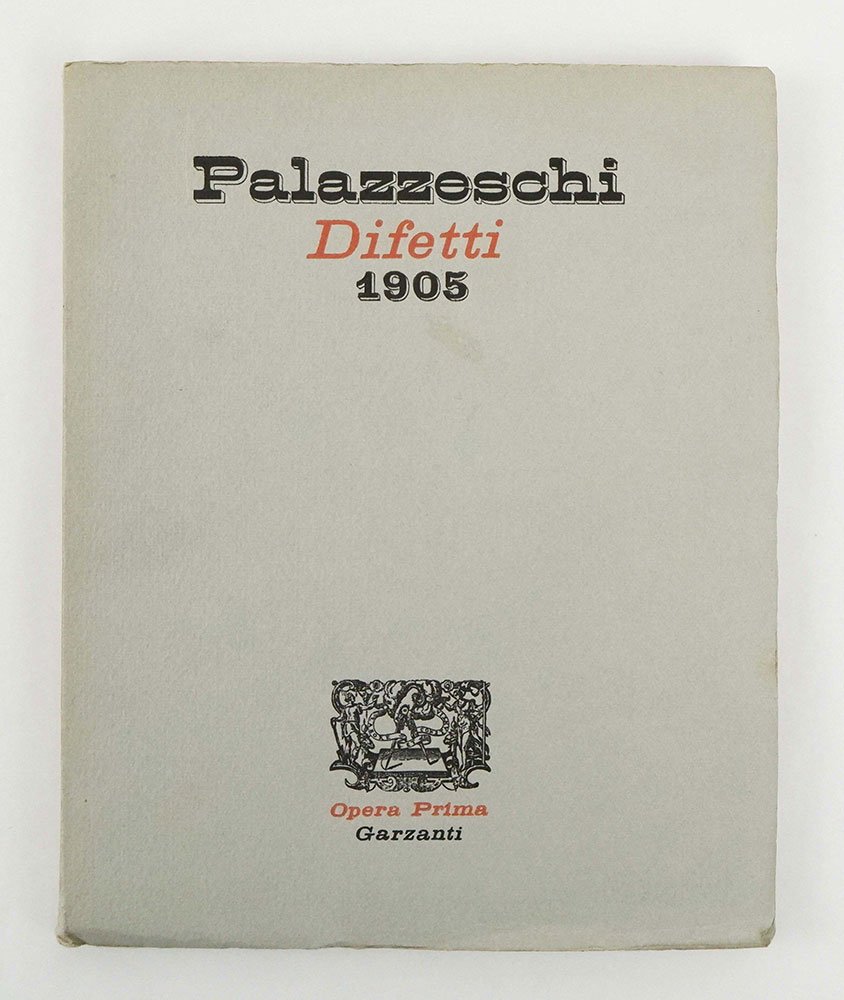 Palazzeschi
Difetti
1905
Opera Prima
Garzanti